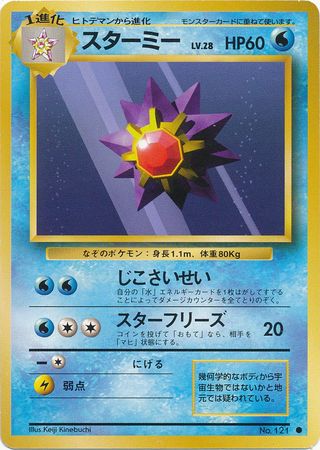 1進化 ヒトデマンから進化
モンスターカードに重ねて使います。
スターミー LV.28 HP60
なぞのポケモン：身長1.1m、体重80Kg
じこさいせい
自分の「水」エネルギーカードを1枚はがしてすてる
ことによってダメージカウンターを全てとりのぞく。
スターフリーズ 20
コインを投げて「おもて」なら、相手を
「マヒ」状態にする。
にげる
弱点
幾何学的なボディから宇
宙生物ではないかと地
元では疑われている。
Illus.Keiji Kinebuchi
No.121